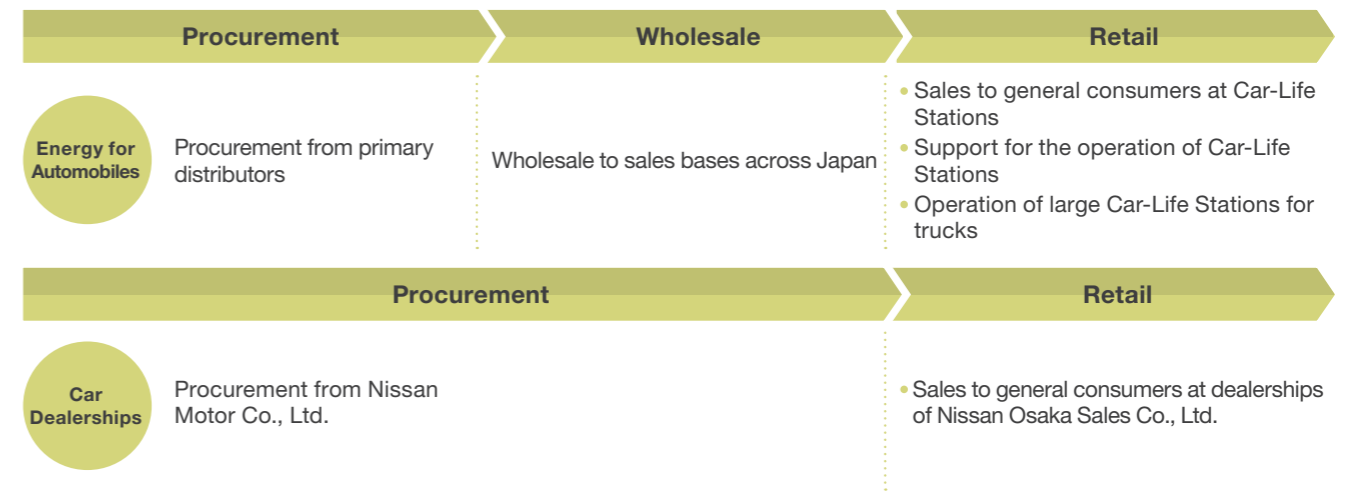 Procurement
Wholesale
Retail
Energy for
Automobiles
Procurement from primary
distributors
Wholesale to sales bases across Japan
• Sales to general consumers at Car-Life
Stations
• Support for the operation of Car-Life
Stations
• Operation of large Car-Life Stations for
trucks
Procurement
Retail
Car
Dealerships
Procurement from Nissan
Motor Co., Ltd.
• Sales to general consumers at dealerships
of Nissan Osaka Sales Co., Ltd.